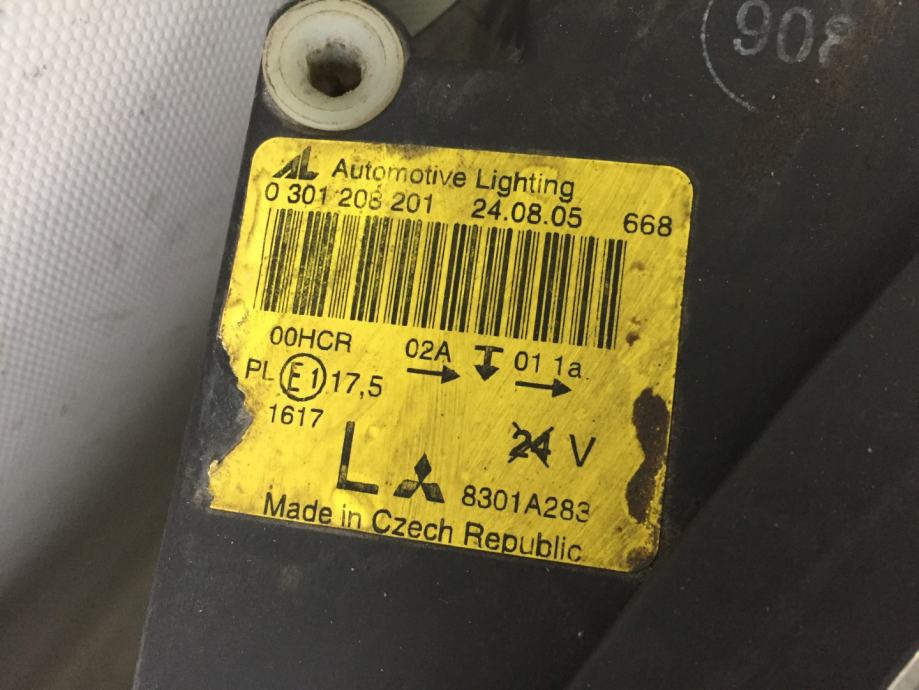 908
AL Automotive Lighting
0 301 208 201 24.08.05 668
00HCR 02A 01 1a
PL E1 17,5
1617
24 V
L 8301A283
Made in Czech Republic